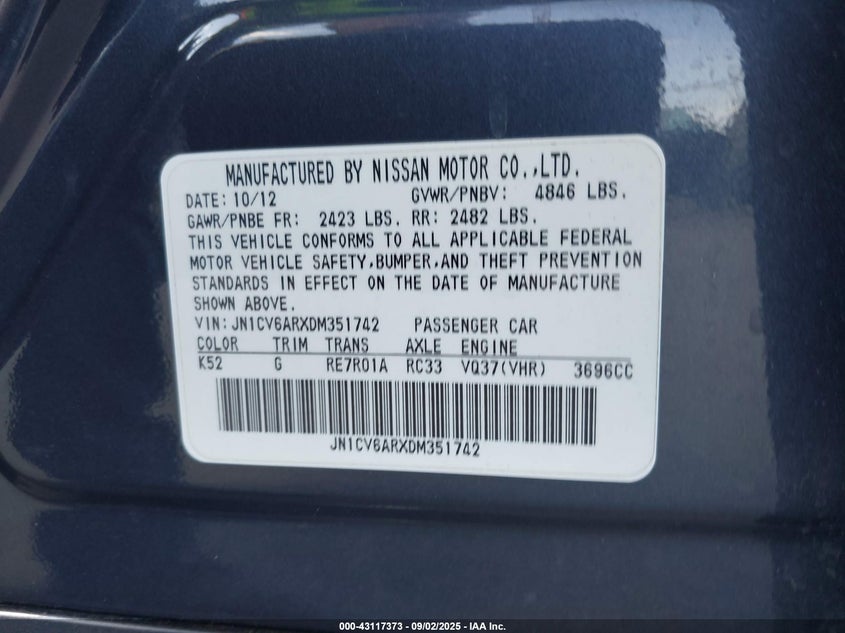 MANUFACTURED BY NISSAN MOTOR CO.,LTD.
DATE: 10/12 GVWR/PNBV: 4846 LBS.
GAWR/PNBE FR: 2423 LBS. RR: 2482 LBS.
THIS VEHICLE CONFORMS TO ALL APPLICABLE FEDERAL
MOTOR VEHICLE SAFETY,BUMPER,AND THEFT PREVENTION
STANDARDS IN EFFECT ON THE DATE OF MANUFACTURE
SHOWN ABOVE.
VIN: JN1CV6ARXDM351742 PASSENGER CAR
COLOR TRIM TRANS AXLE ENGINE
K52 G RE7R01A RC33 VQ37(VHR) 3696CC
JN1CV6ARXDM351742
000-43117373 - 09/02/2025 - IAA Inc.